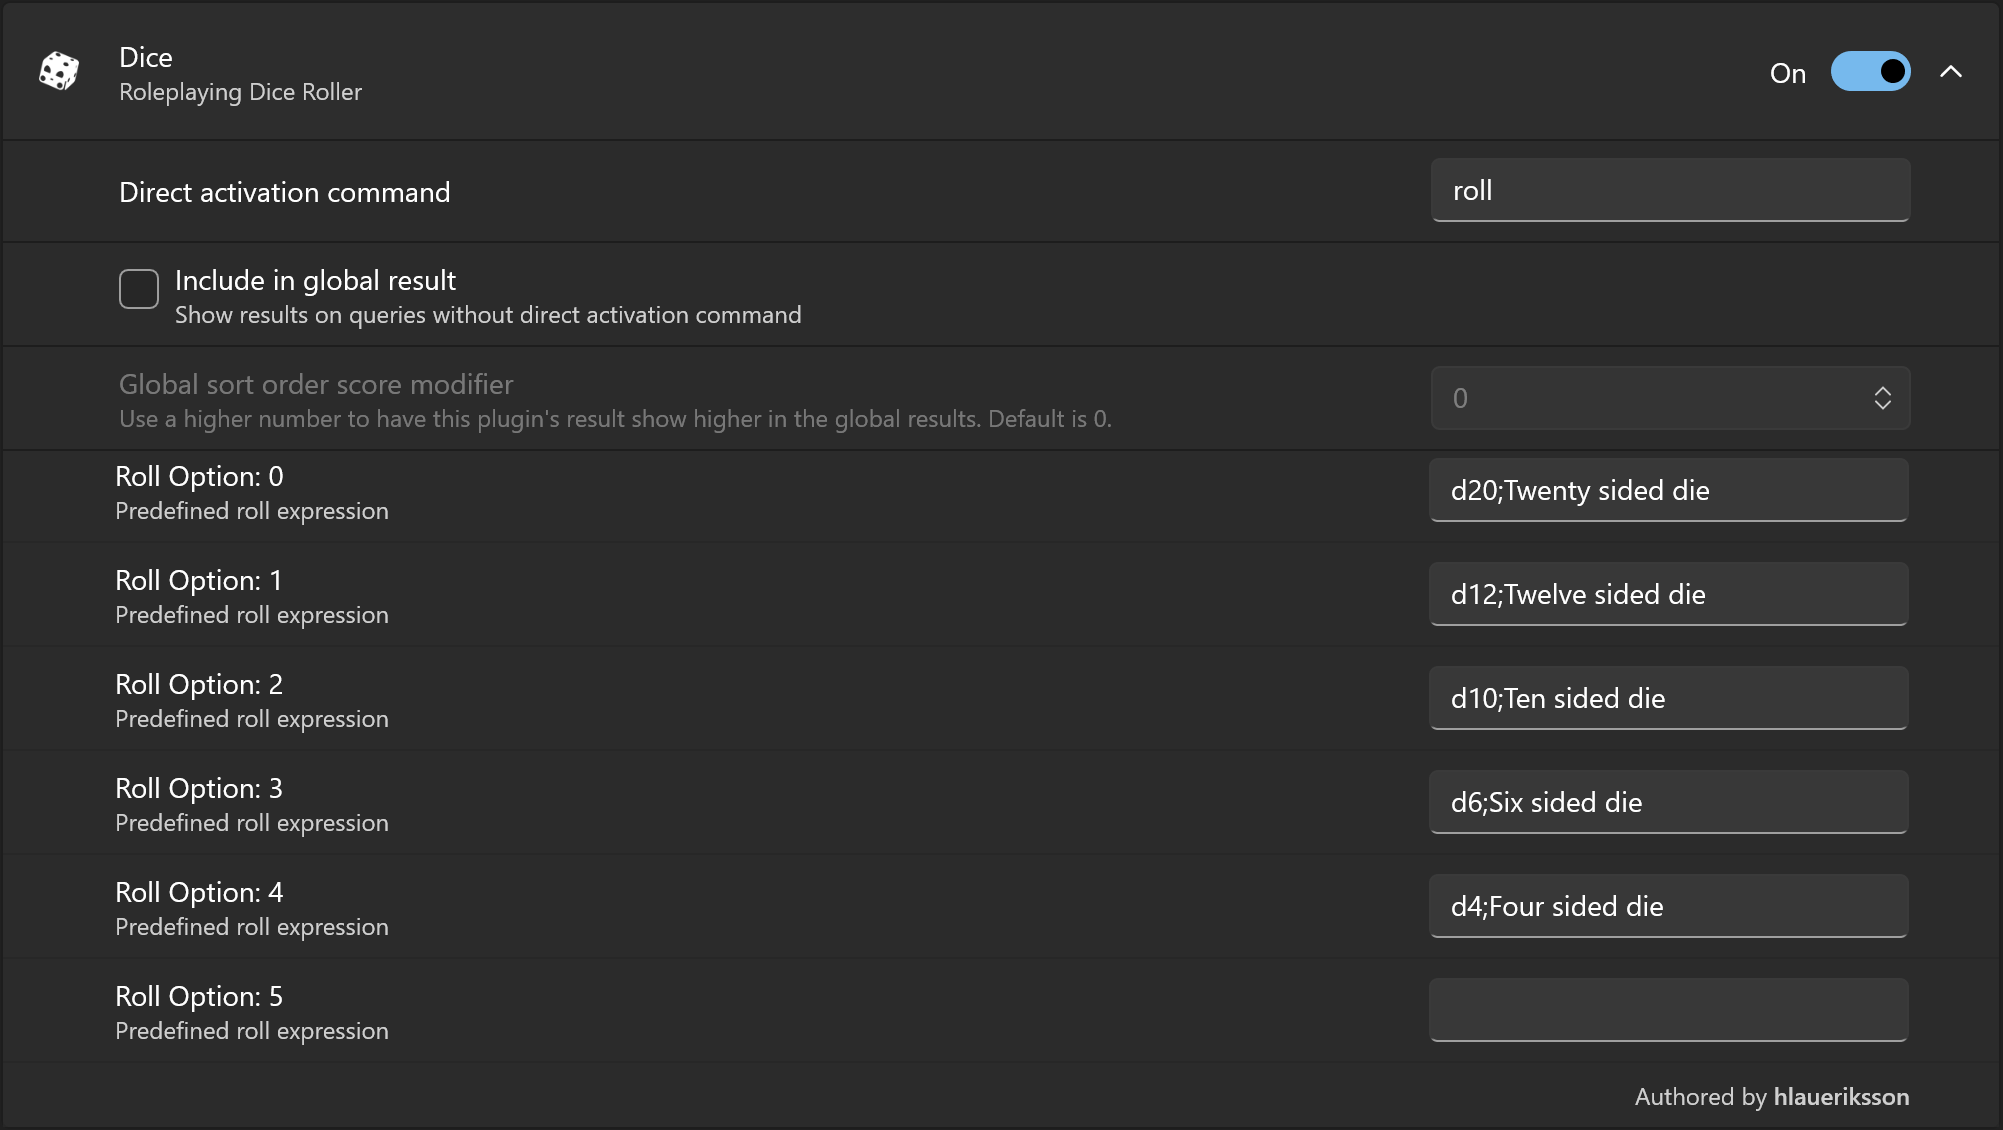 Dice
Roleplaying Dice Roller
On
Direct activation command
roll
Include in global result
Show results on queries without direct activation command
Global sort order score modifier
Use a higher number to have this plugin's result show higher in the global results. Default is 0.
0
Roll Option: 0
Predefined roll expression
d20;Twenty sided die
Roll Option: 1
Predefined roll expression
d12;Twelve sided die
Roll Option: 2
Predefined roll expression
d10;Ten sided die
Roll Option: 3
Predefined roll expression
d6;Six sided die
Roll Option: 4
Predefined roll expression
d4;Four sided die
Roll Option: 5
Predefined roll expression
Authored by hlaueriksson